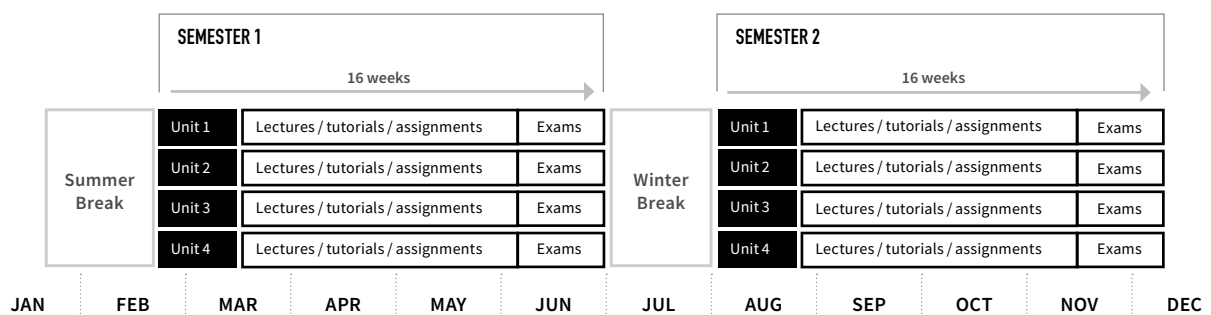 SEMESTER 1
SEMESTER 2
16 weeks
16 weeks
Summer
Break
Unit 1 Lectures / tutorials / assignments Exams
Unit 2 Lectures / tutorials / assignments Exams
Unit 3 Lectures / tutorials / assignments Exams
Unit 4 Lectures / tutorials / assignments Exams
Winter
Break
Unit 1 Lectures / tutorials / assignments Exams
Unit 2 Lectures / tutorials / assignments Exams
Unit 3 Lectures / tutorials / assignments Exams
Unit 4 Lectures / tutorials / assignments Exams
JAN FEB MAR APR MAY JUN JUL AUG SEP OCT NOV DEC